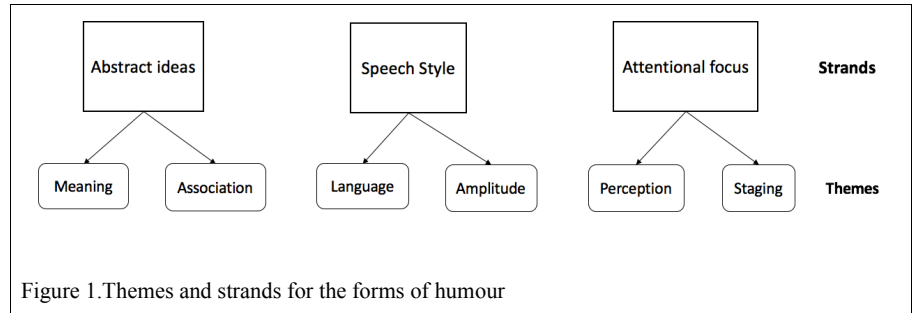 Abstract ideas
Speech Style
Attentional focus
Strands
Meaning
Association
Language
Amplitude
Perception
Staging
Themes
Figure 1.Themes and strands for the forms of humour